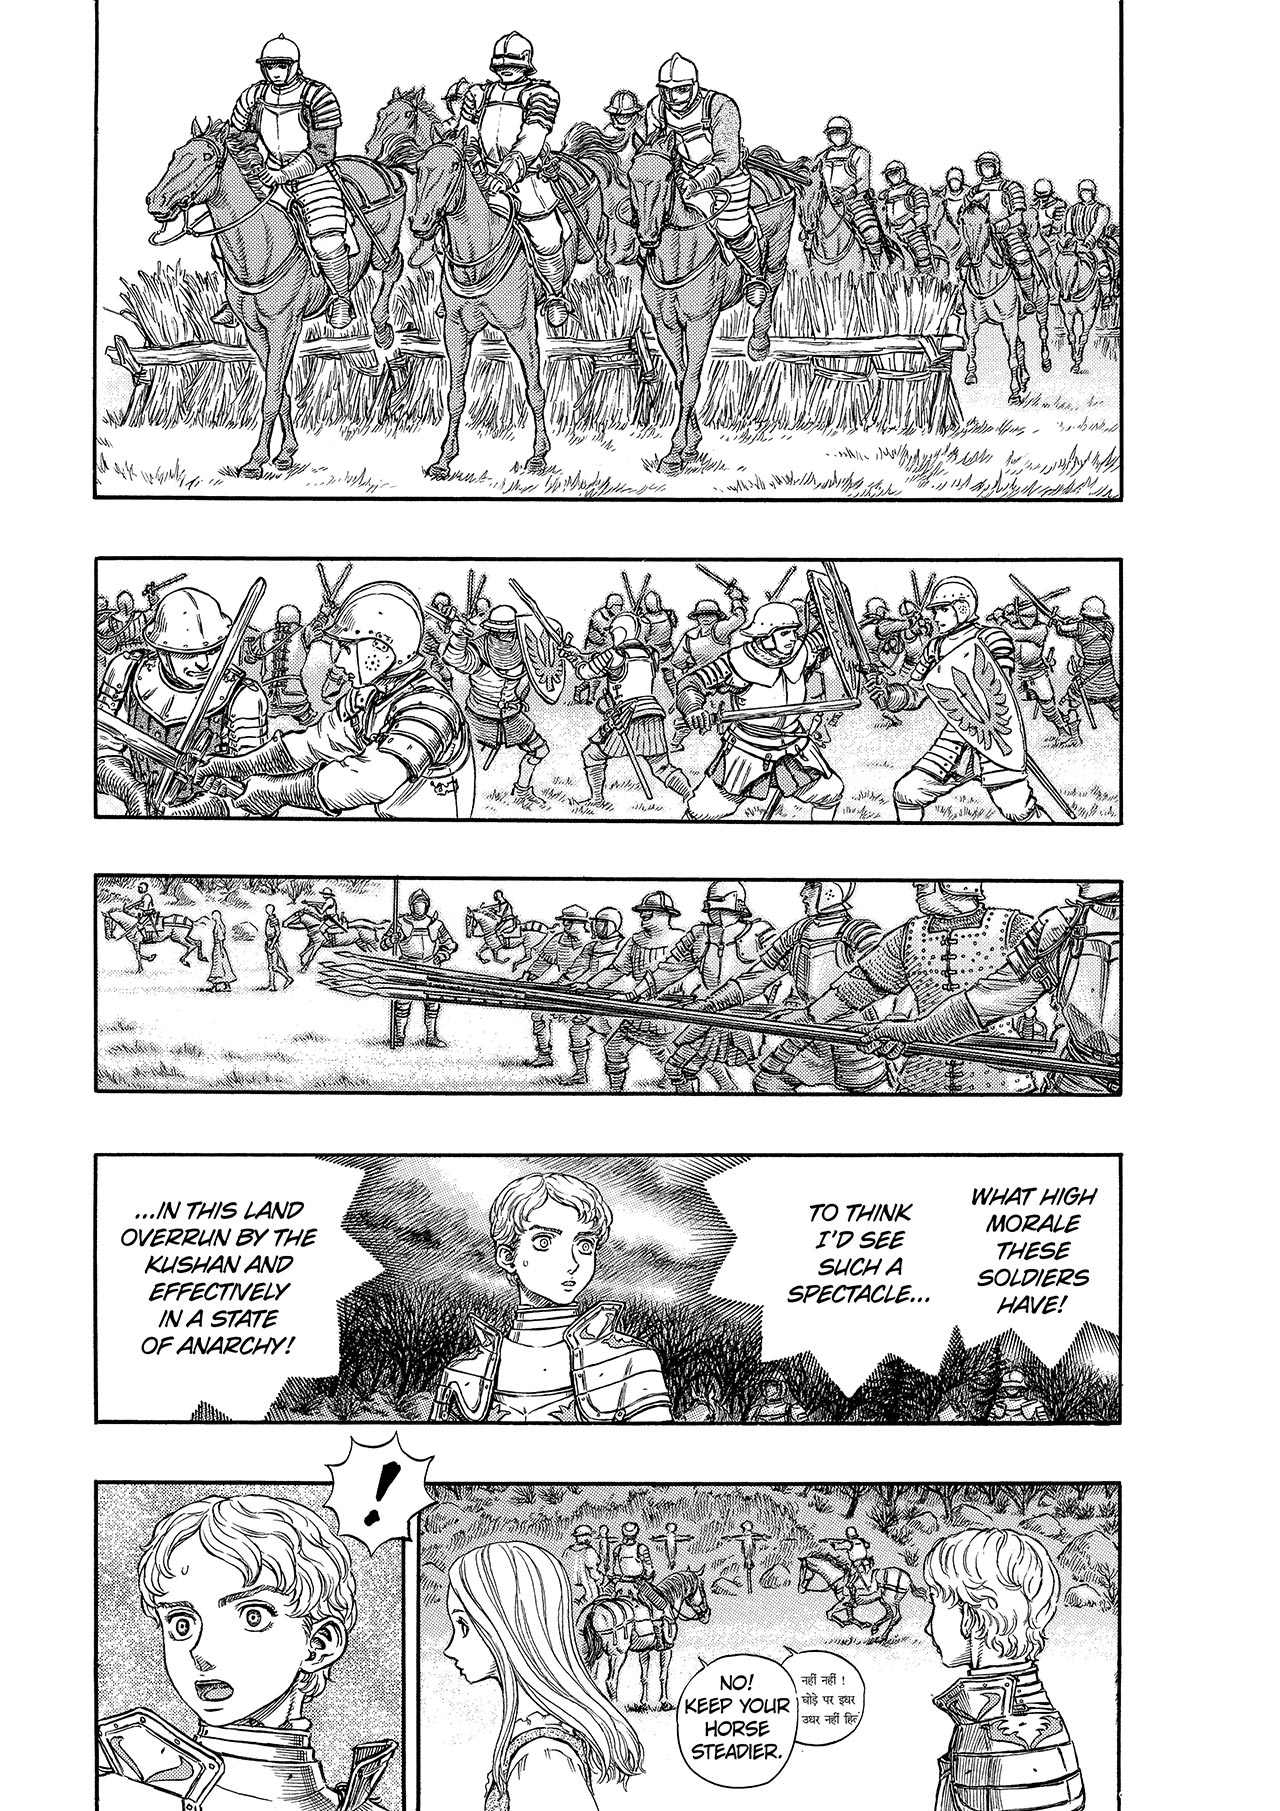 WHAT HIGH
MORALE
THESE
SOLDIERS
HAVE!
TO THINK
I'D SEE
SUCH A
SPECTACLE...
...IN THIS LAND
OVERRUN BY THE
KUSHAN AND
EFFECTIVELY
IN A STATE
OF ANARCHY!
!
नहीं नहीं !
घोड़े पर इधर
उधर नहीं
NO!
KEEP YOUR
HORSE
STEADIER.